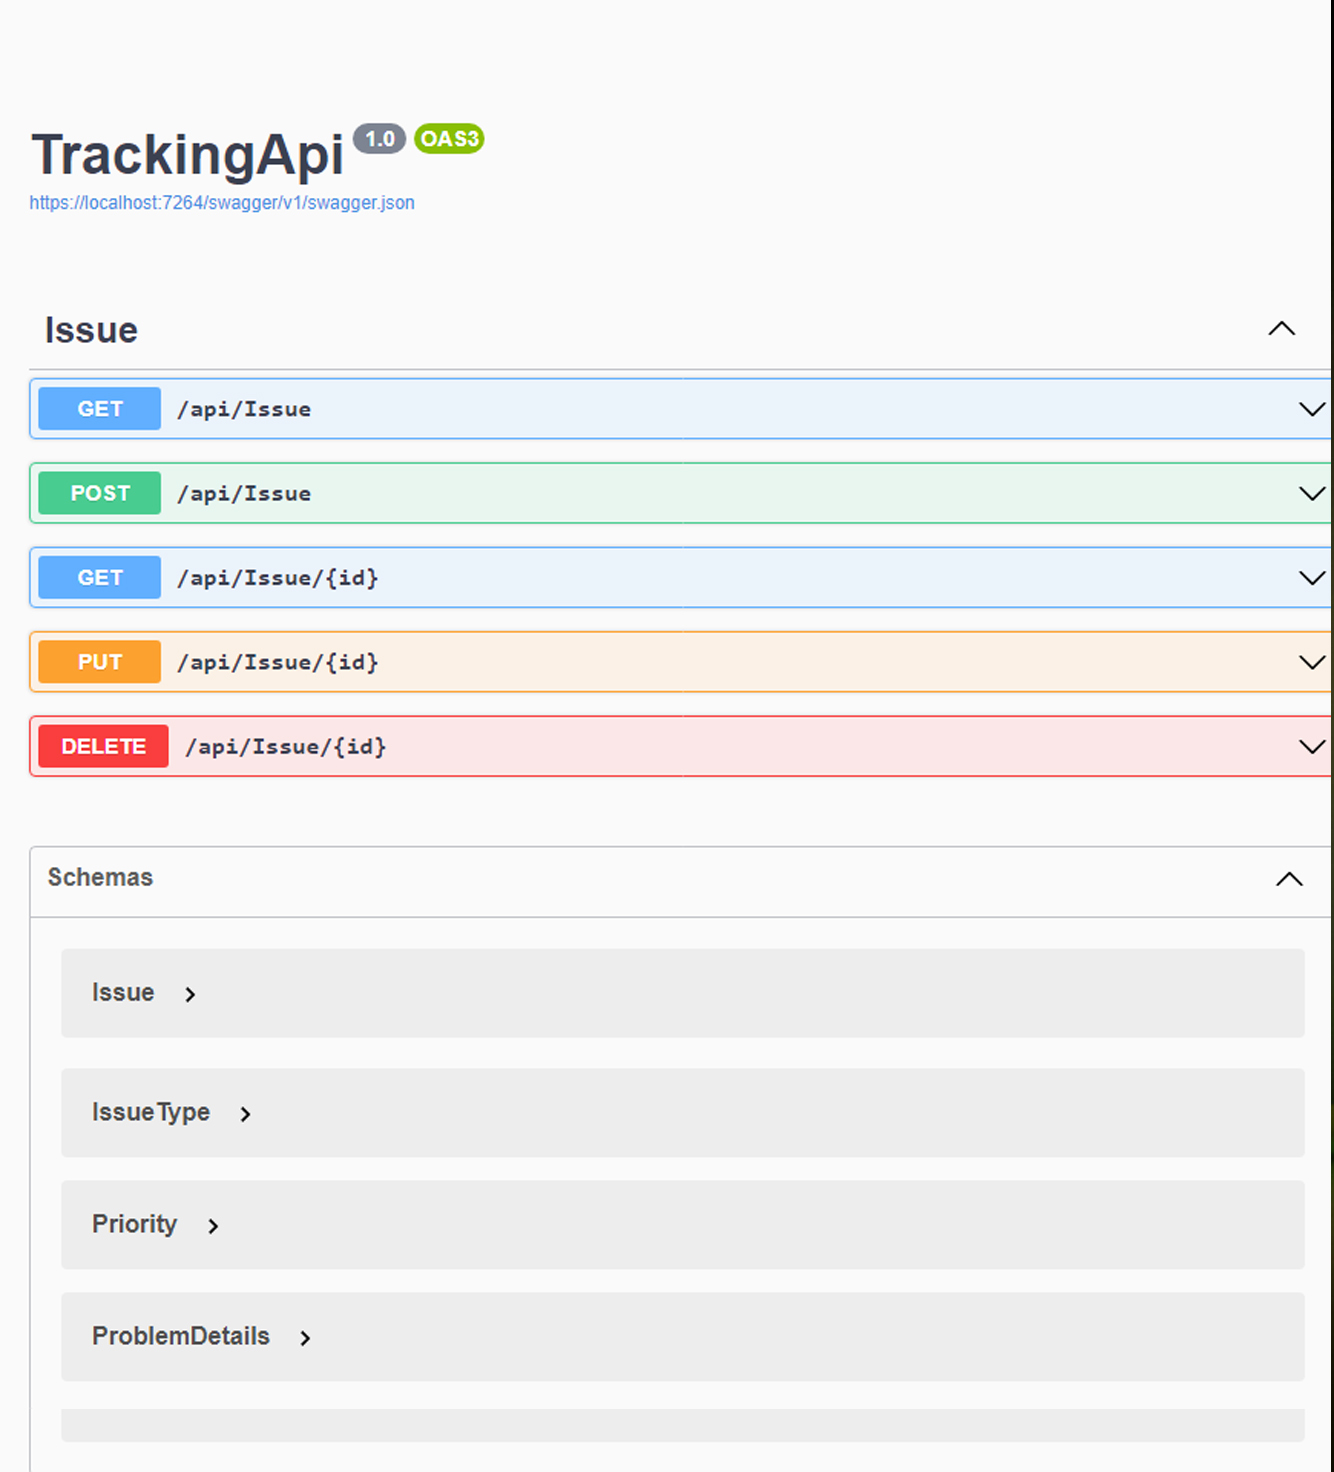 TrackingApi 1.0 OAS3
https://localhost:7264/swagger/v1/swagger.json
Issue
GET /api/Issue
POST /api/Issue
GET /api/Issue/{id}
PUT /api/Issue/{id}
DELETE /api/Issue/{id}
Schemas
Issue
IssueType
Priority
ProblemDetails